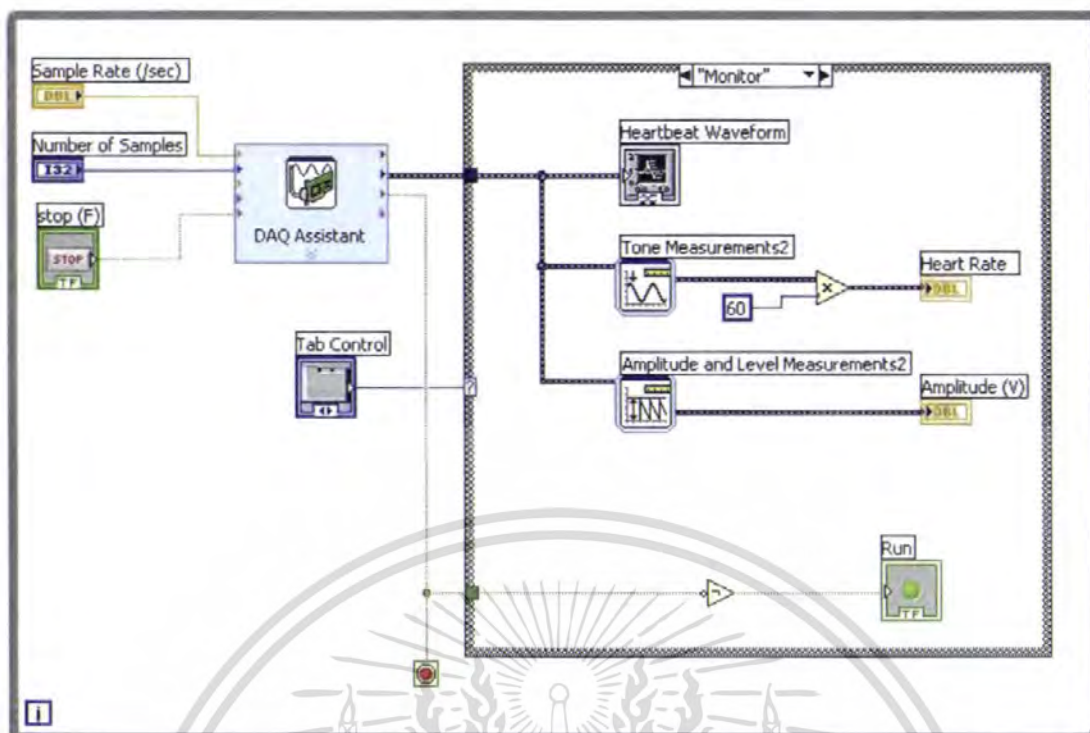 Sample Rate (/sec)
DBL
Number of Samples
I32
stop (F)
STOP
TF
DAQ Assistant
Tab Control
"Monitor"
Heartbeat Waveform
Tone Measurements2
60
Heart Rate
DBL
Amplitude and Level Measurements2
Amplitude (V)
DBL
Run
TF
i